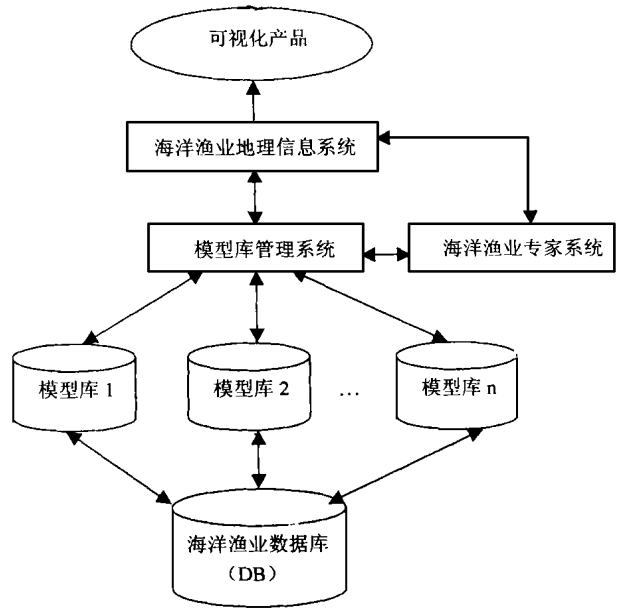 可视化产品
海洋渔业地理信息系统
模型库管理系统
海洋渔业专家系统
模型库 1
模型库 2
…
模型库 n
海洋渔业数据库
（DB）